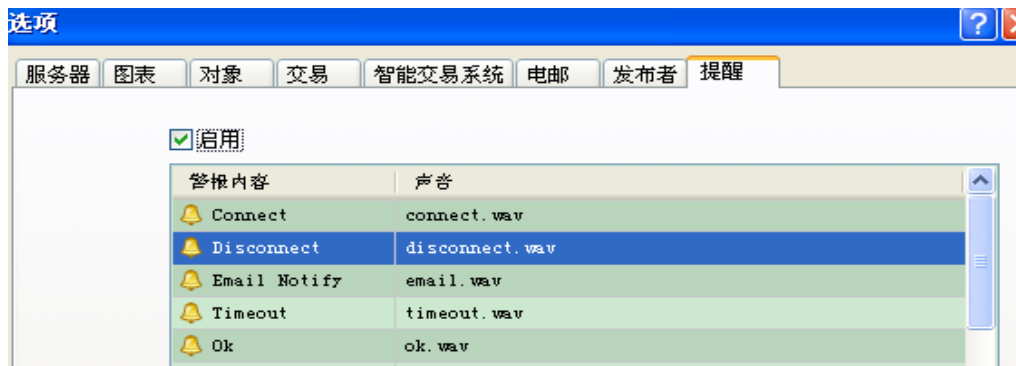 选项
服务器 图表 对象 交易 智能交易系统 电邮 发布者 提醒
启用
警报内容 声音
Connect connect.wav
Disconnect disconnect.wav
Email Notify email.wav
Timeout timeout.wav
Ok ok.wav